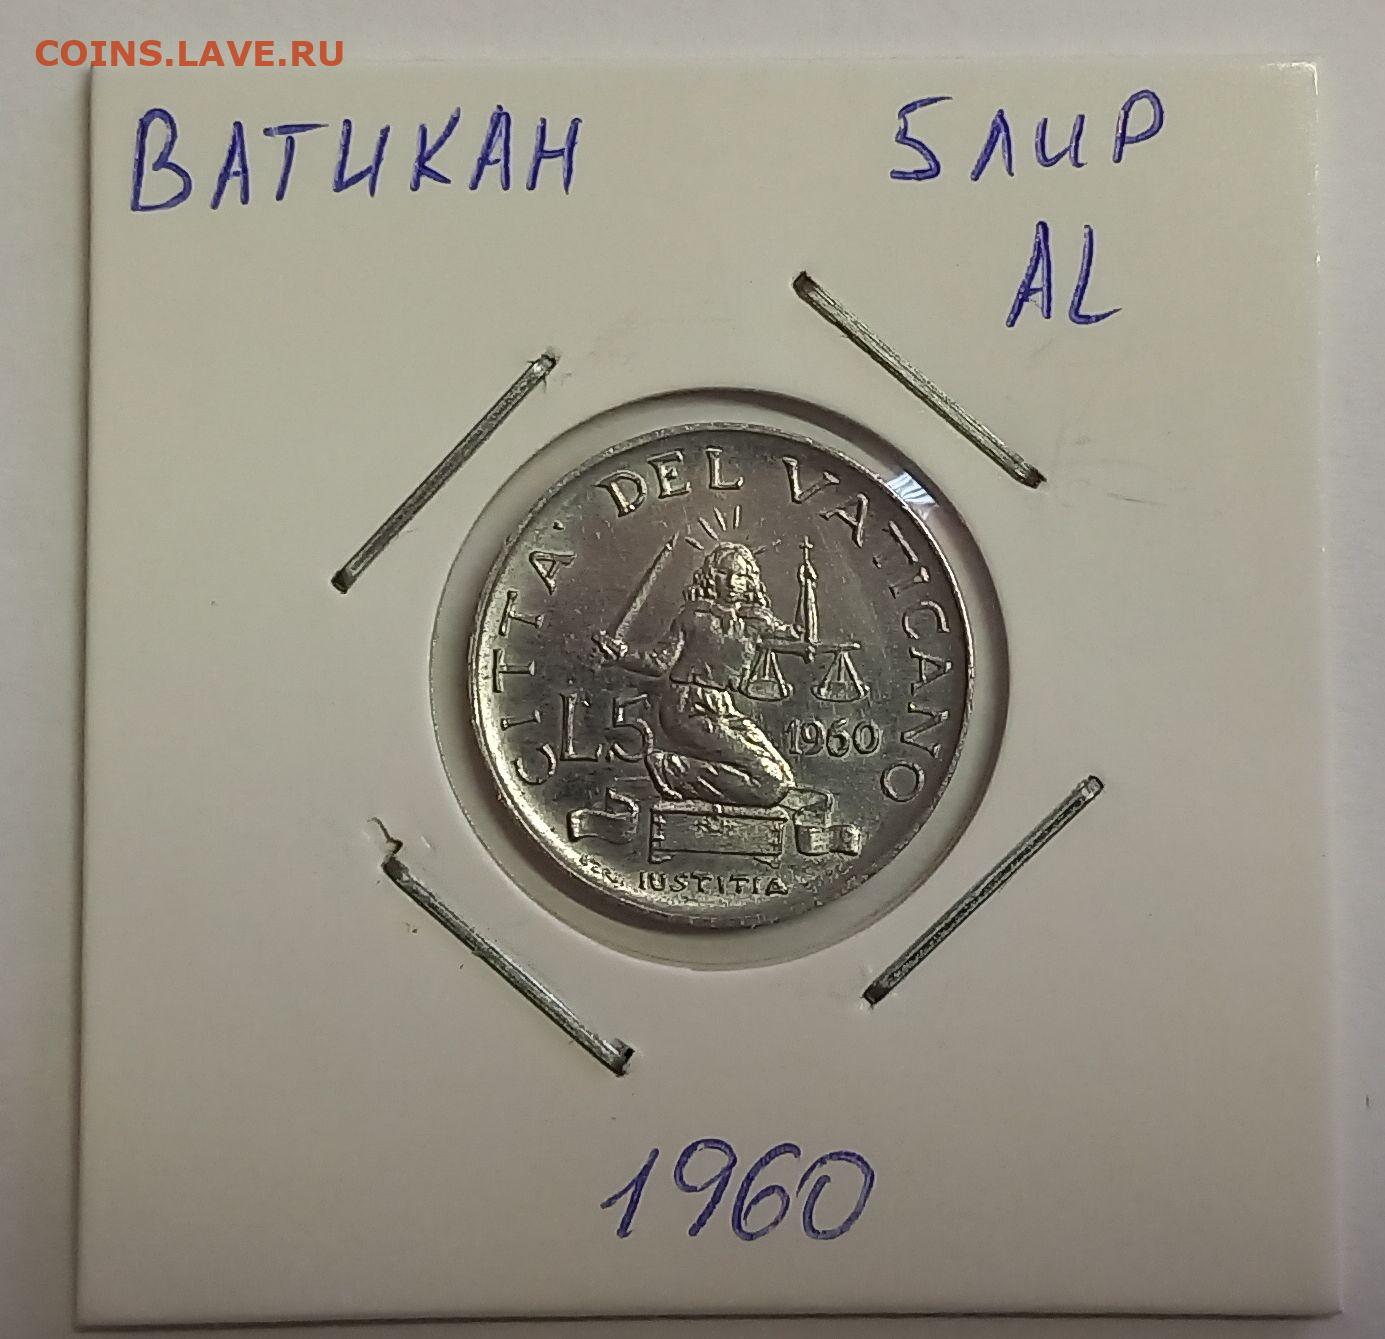 COINS.LAVE.RU
ВАТИКАН 5 ЛИР
AL
CITTA' DEL VATICANO
L5 1960
IUSTITIA
1960